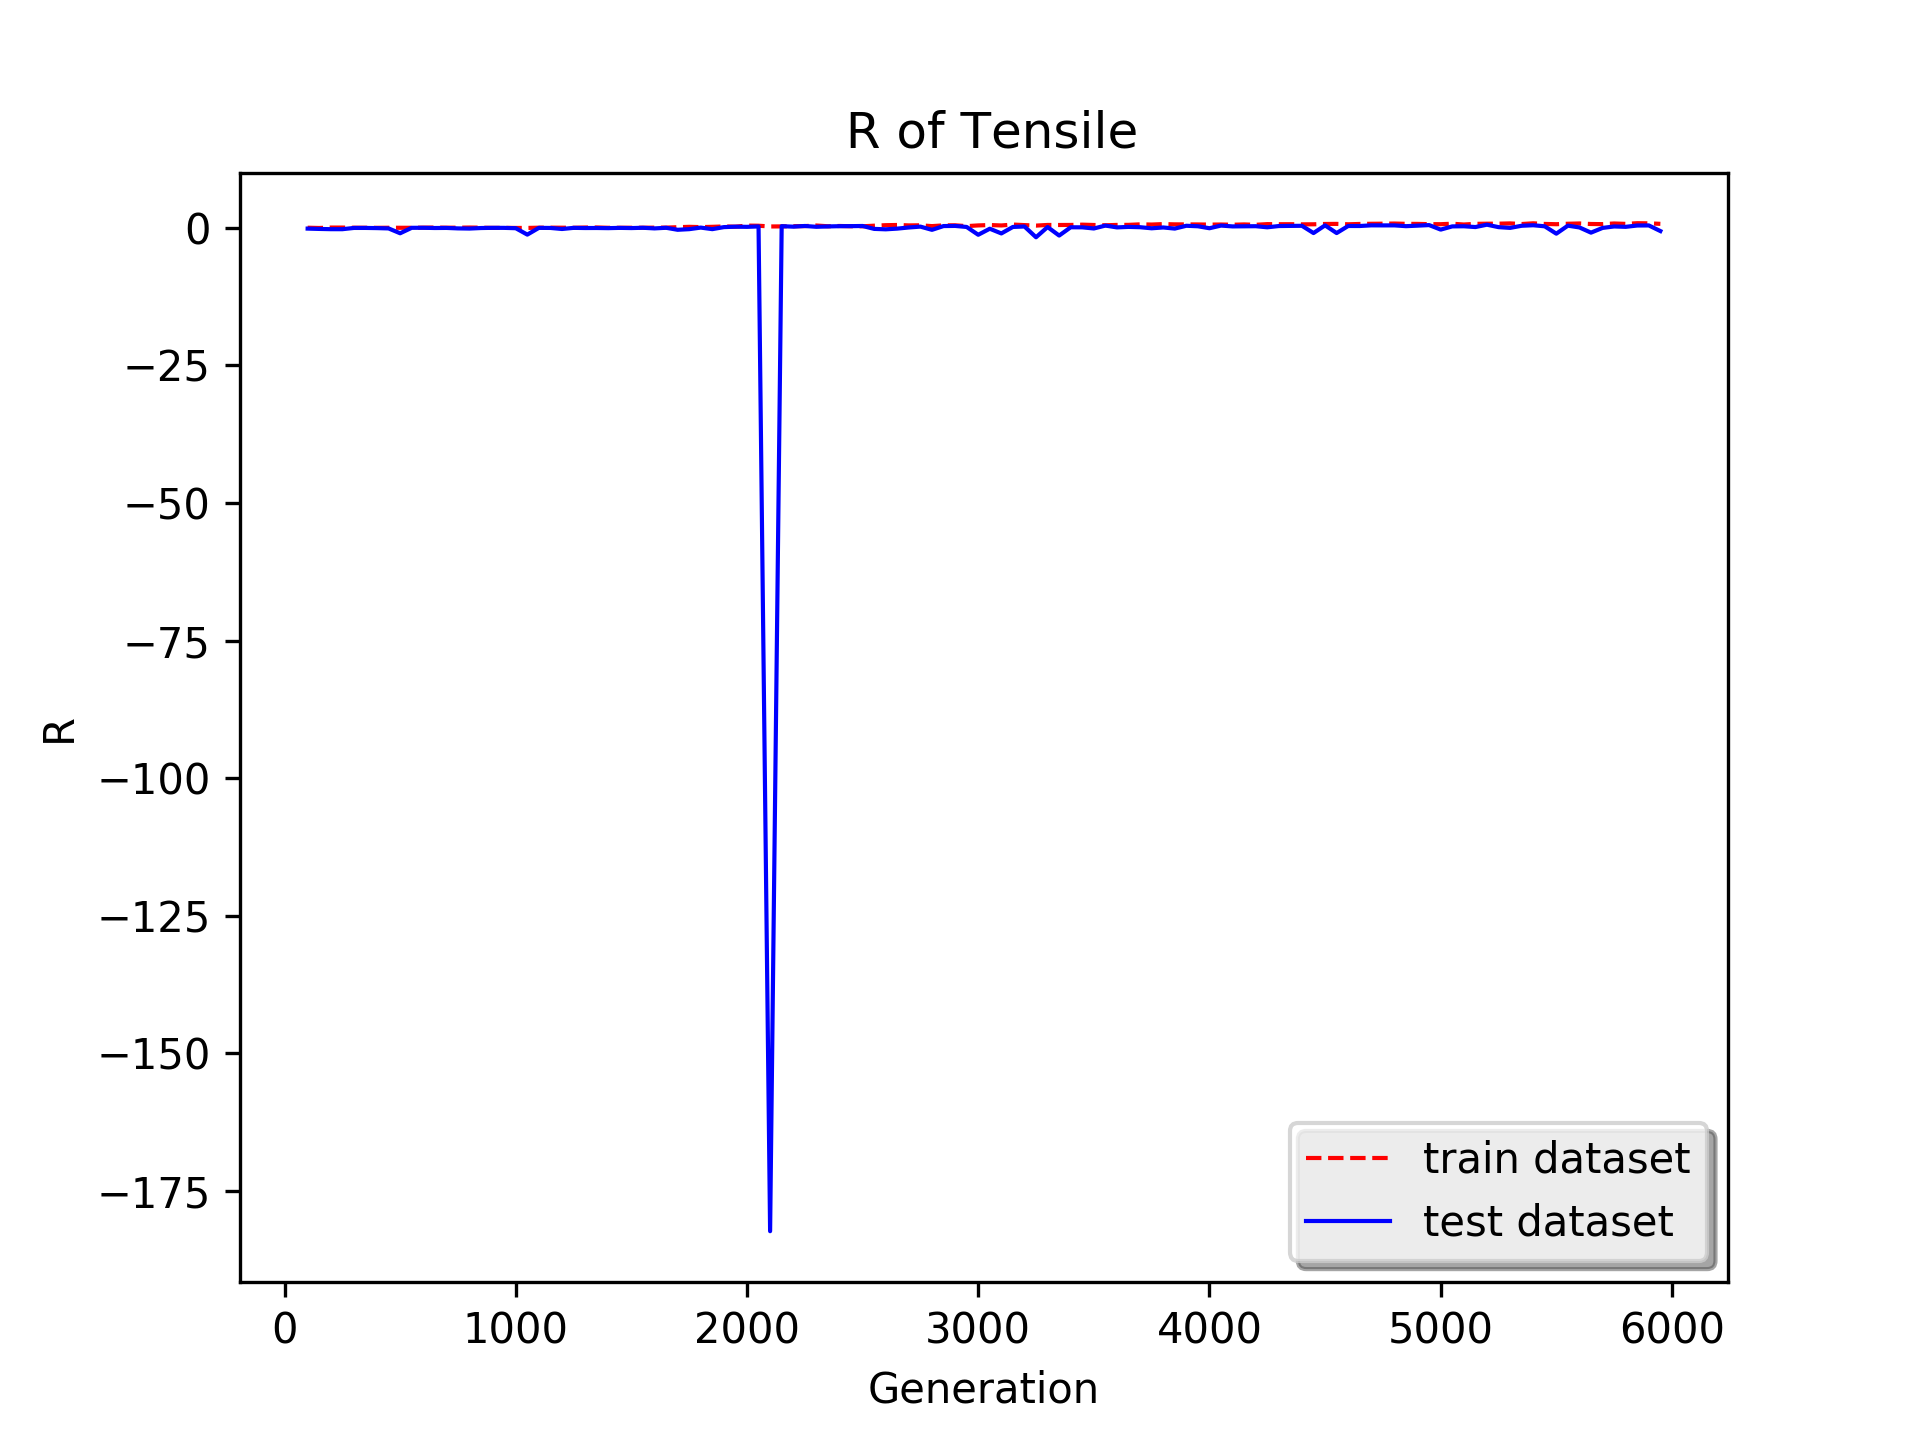 R of Tensile
0
−25
−50
−75
−100
−125
−150
−175
R
0 1000 2000 3000 4000 5000 6000
Generation
train dataset
test dataset